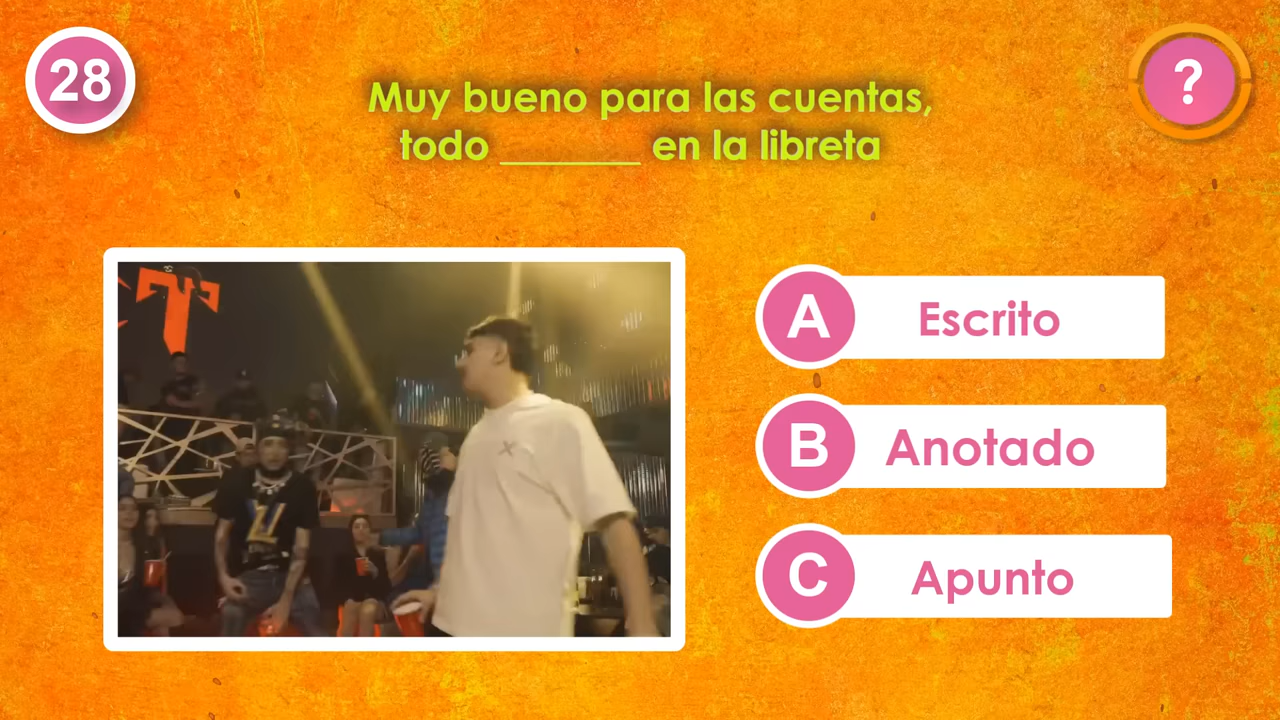 28
?
Muy bueno para las cuentas,
todo _______ en la libreta
A Escrito
B Anotado
C Apunto